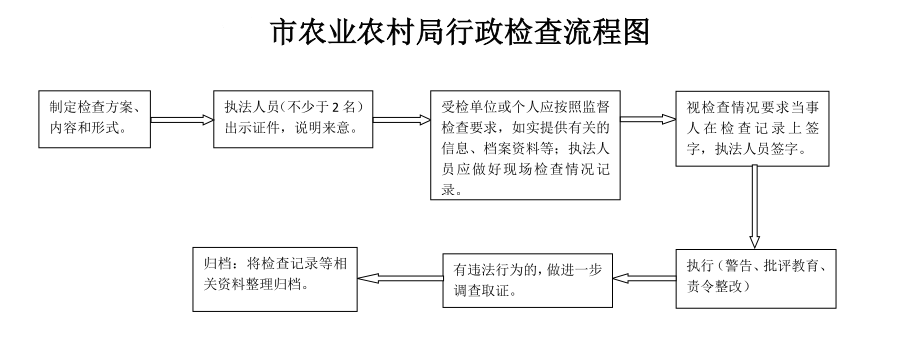 市农业农村局行政检查流程图
制定检查方案、
内容和形式。
执法人员（不少于 2 名）
出示证件，说明来意。
受检单位或个人应按照监督
检查要求，如实提供有关的
信息、档案资料等；执法人
员应做好现场检查情况记
录。
视检查情况要求当事
人在检查记录上签
字，执法人员签字。
执行（警告、批评教育、
责令整改）
有违法行为的，做进一步
调查取证。
归档：将检查记录等相
关资料整理归档。